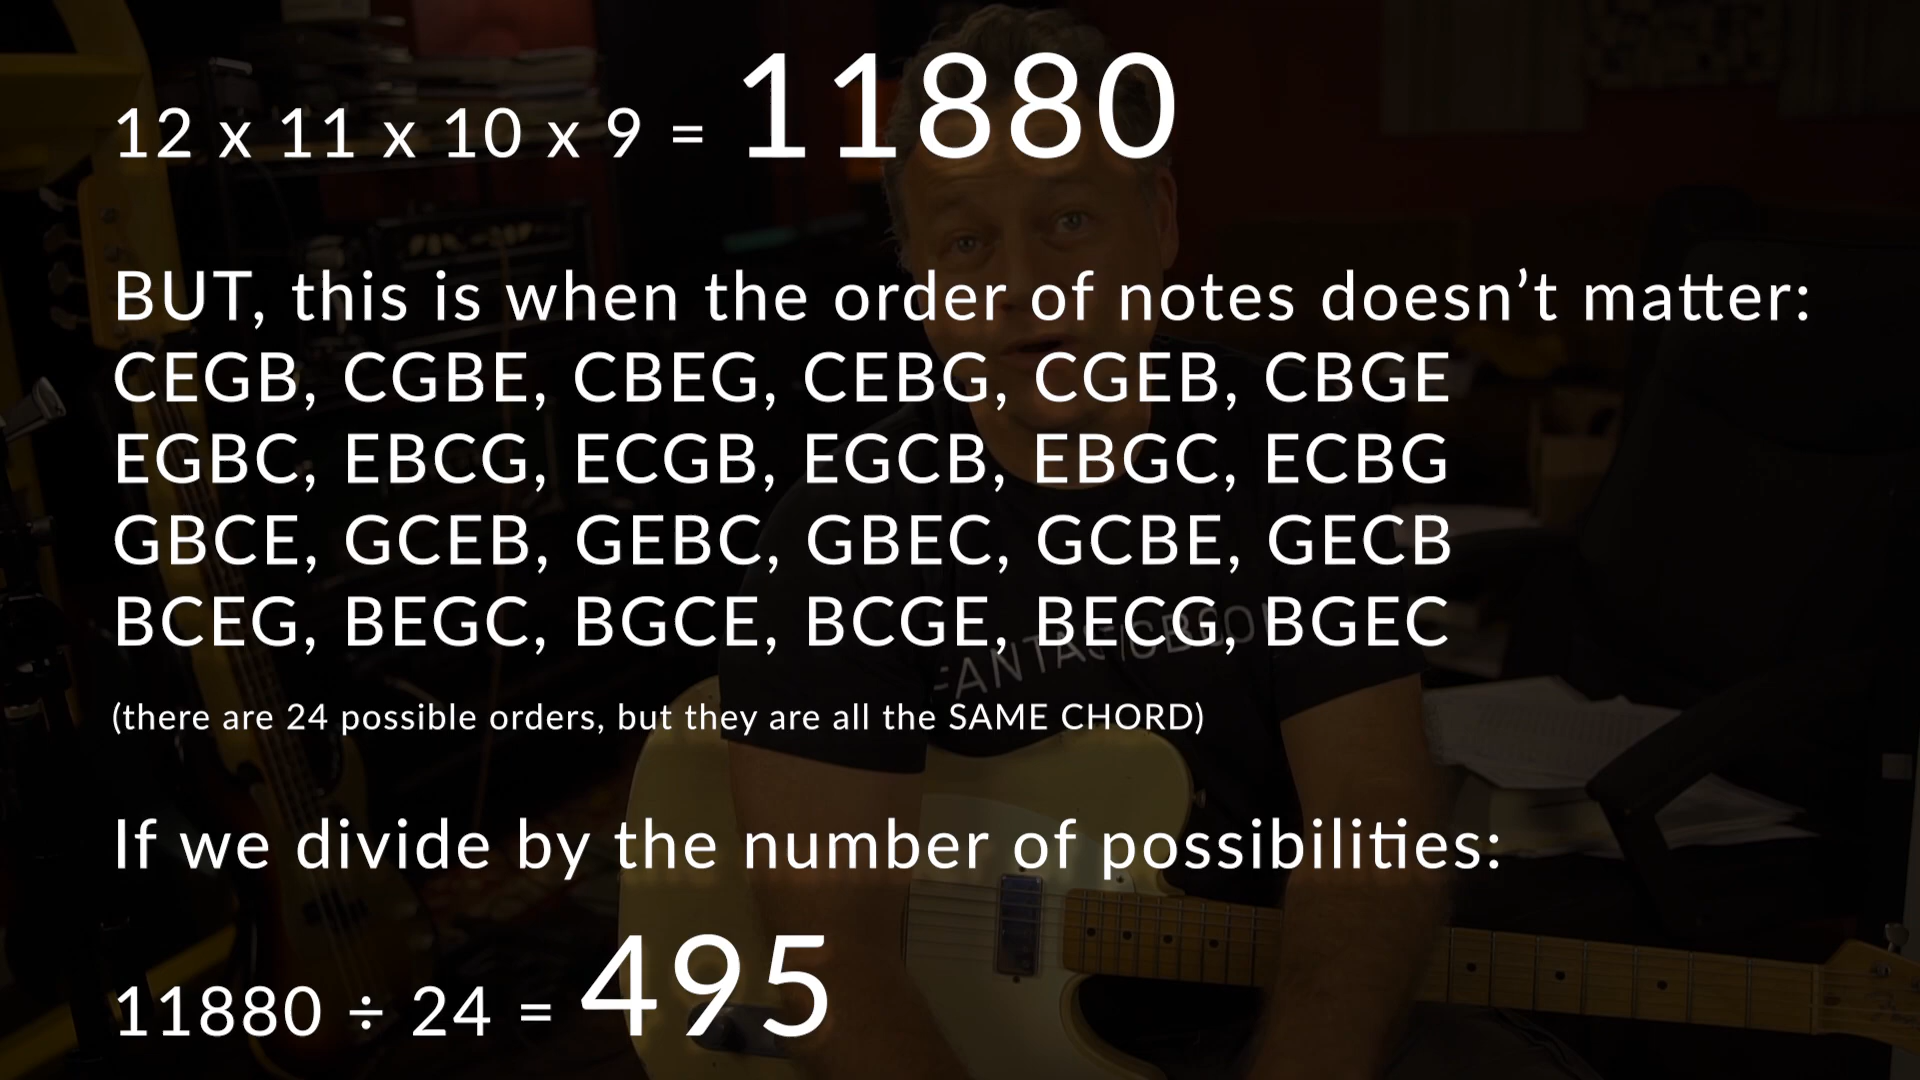 12 x 11 x 10 x 9 = 11880
BUT, this is when the order of notes doesn’t matter:
CEGB, CGBE, CBEG, CEBG, CGEB, CBGE
EGBC, EBCG, ECGB, EGCB, EBGC, ECBG
GBCE, GCEB, GEBC, GBEC, GCBE, GECB
BCEG, BEGC, BGCE, BCGE, BECG, BGEC
(there are 24 possible orders, but they are all the SAME CHORD)
If we divide by the number of possibilities:
11880 ÷ 24 = 495